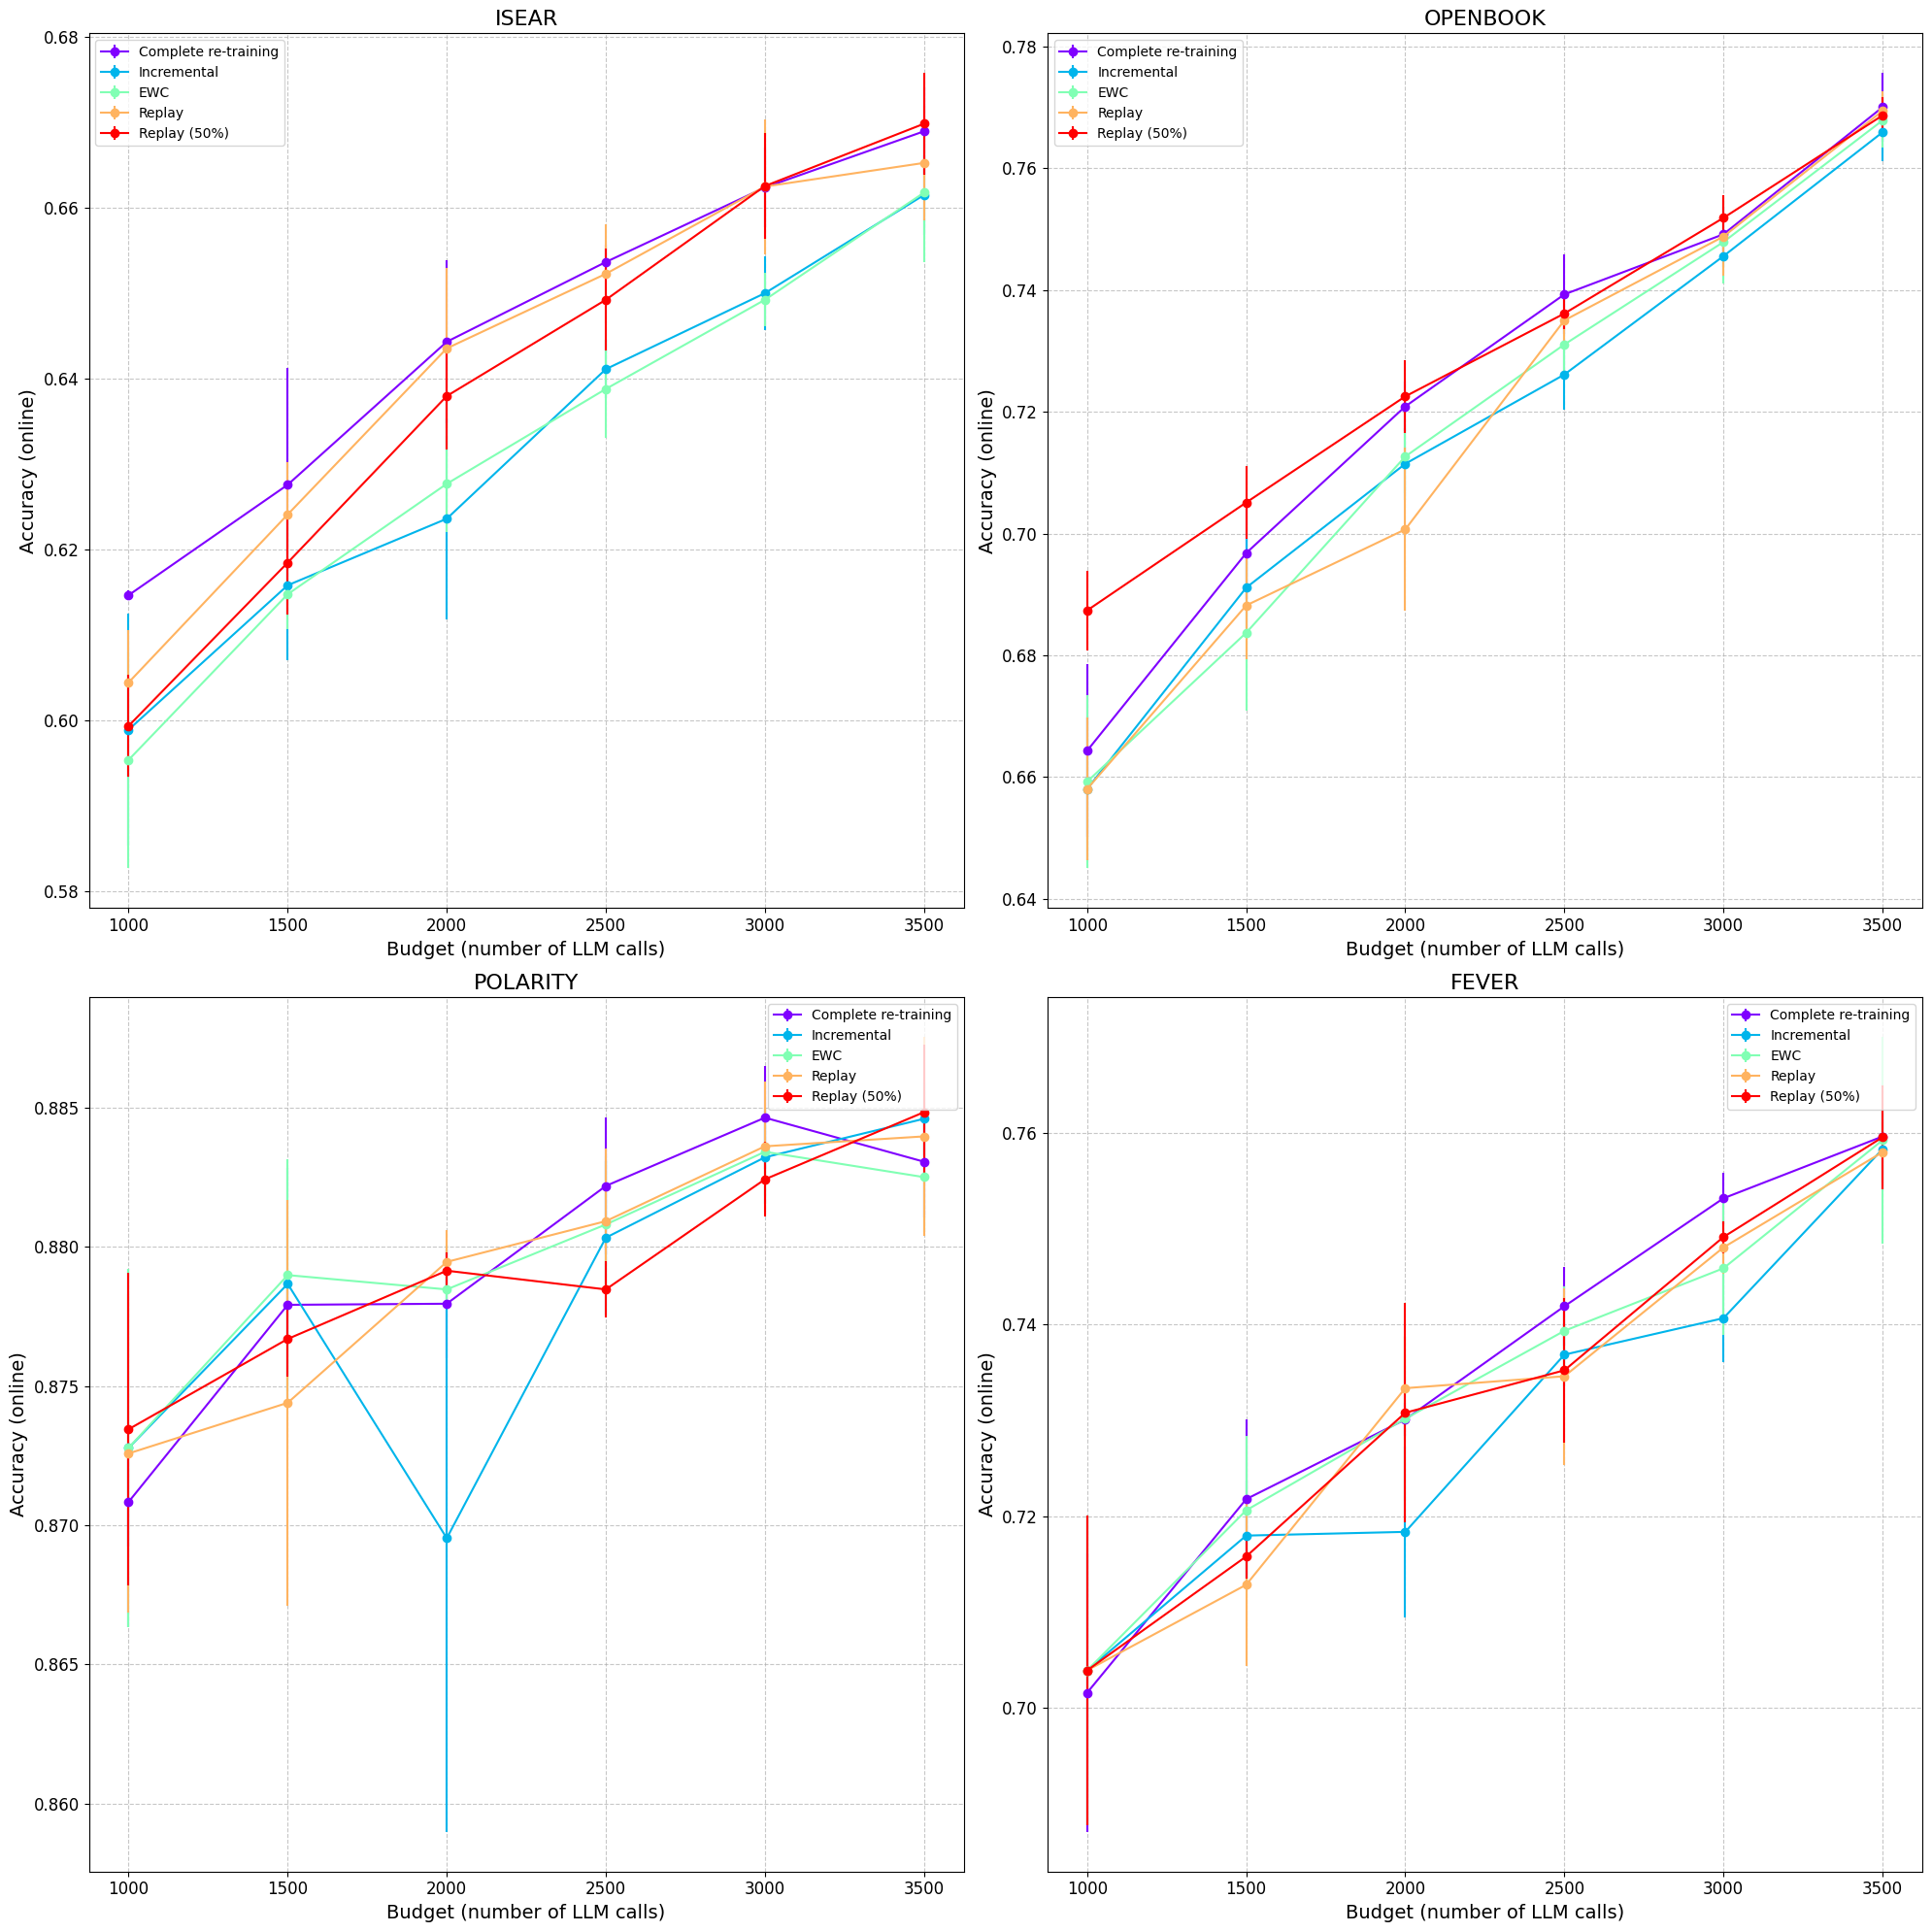 ISEAR
Complete re-training
Incremental
EWC
Replay
Replay (50%)
0.68
0.66
0.64
0.62
0.60
0.58
Accuracy (online)
1000 1500 2000 2500 3000 3500
Budget (number of LLM calls)
OPENBOOK
Complete re-training
Incremental
EWC
Replay
Replay (50%)
0.78
0.76
0.74
0.72
0.70
0.68
0.66
0.64
Accuracy (online)
1000 1500 2000 2500 3000 3500
Budget (number of LLM calls)
POLARITY
Complete re-training
Incremental
EWC
Replay
Replay (50%)
0.885
0.880
0.875
0.870
0.865
0.860
Accuracy (online)
1000 1500 2000 2500 3000 3500
Budget (number of LLM calls)
FEVER
Complete re-training
Incremental
EWC
Replay
Replay (50%)
0.76
0.74
0.72
0.70
Accuracy (online)
1000 1500 2000 2500 3000 3500
Budget (number of LLM calls)